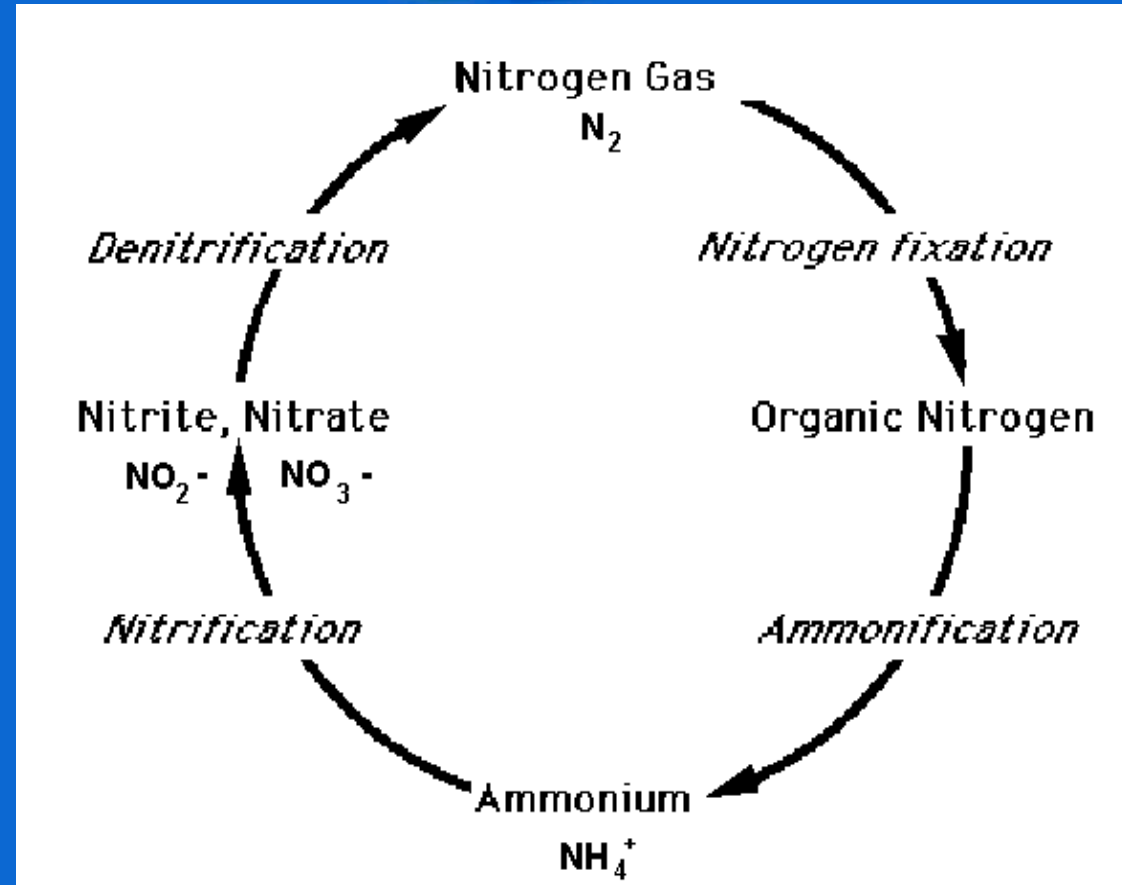 Nitrogen Gas
N₂
Denitrification
Nitrogen fixation
Nitrite, Nitrate
NO₂- NO₃-
Organic Nitrogen
Nitrification
Ammonification
Ammonium
NH₄⁺